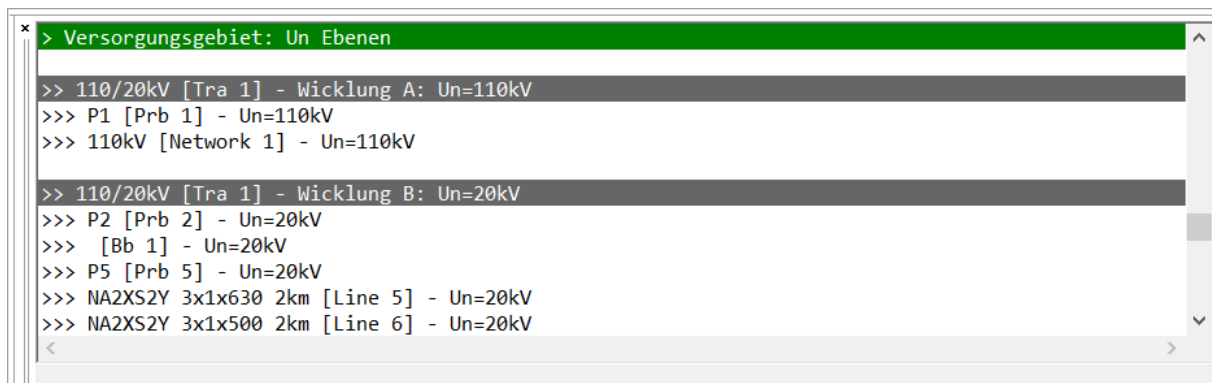 > Versorgungsgebiet: Un Ebenen
>> 110/20kV [Tra 1] - Wicklung A: Un=110kV
>>> P1 [Prb 1] - Un=110kV
>>> 110kV [Network 1] - Un=110kV
>> 110/20kV [Tra 1] - Wicklung B: Un=20kV
>>> P2 [Prb 2] - Un=20kV
>>>  [Bb 1] - Un=20kV
>>> P5 [Prb 5] - Un=20kV
>>> NA2XS2Y 3x1x630 2km [Line 5] - Un=20kV
>>> NA2XS2Y 3x1x500 2km [Line 6] - Un=20kV